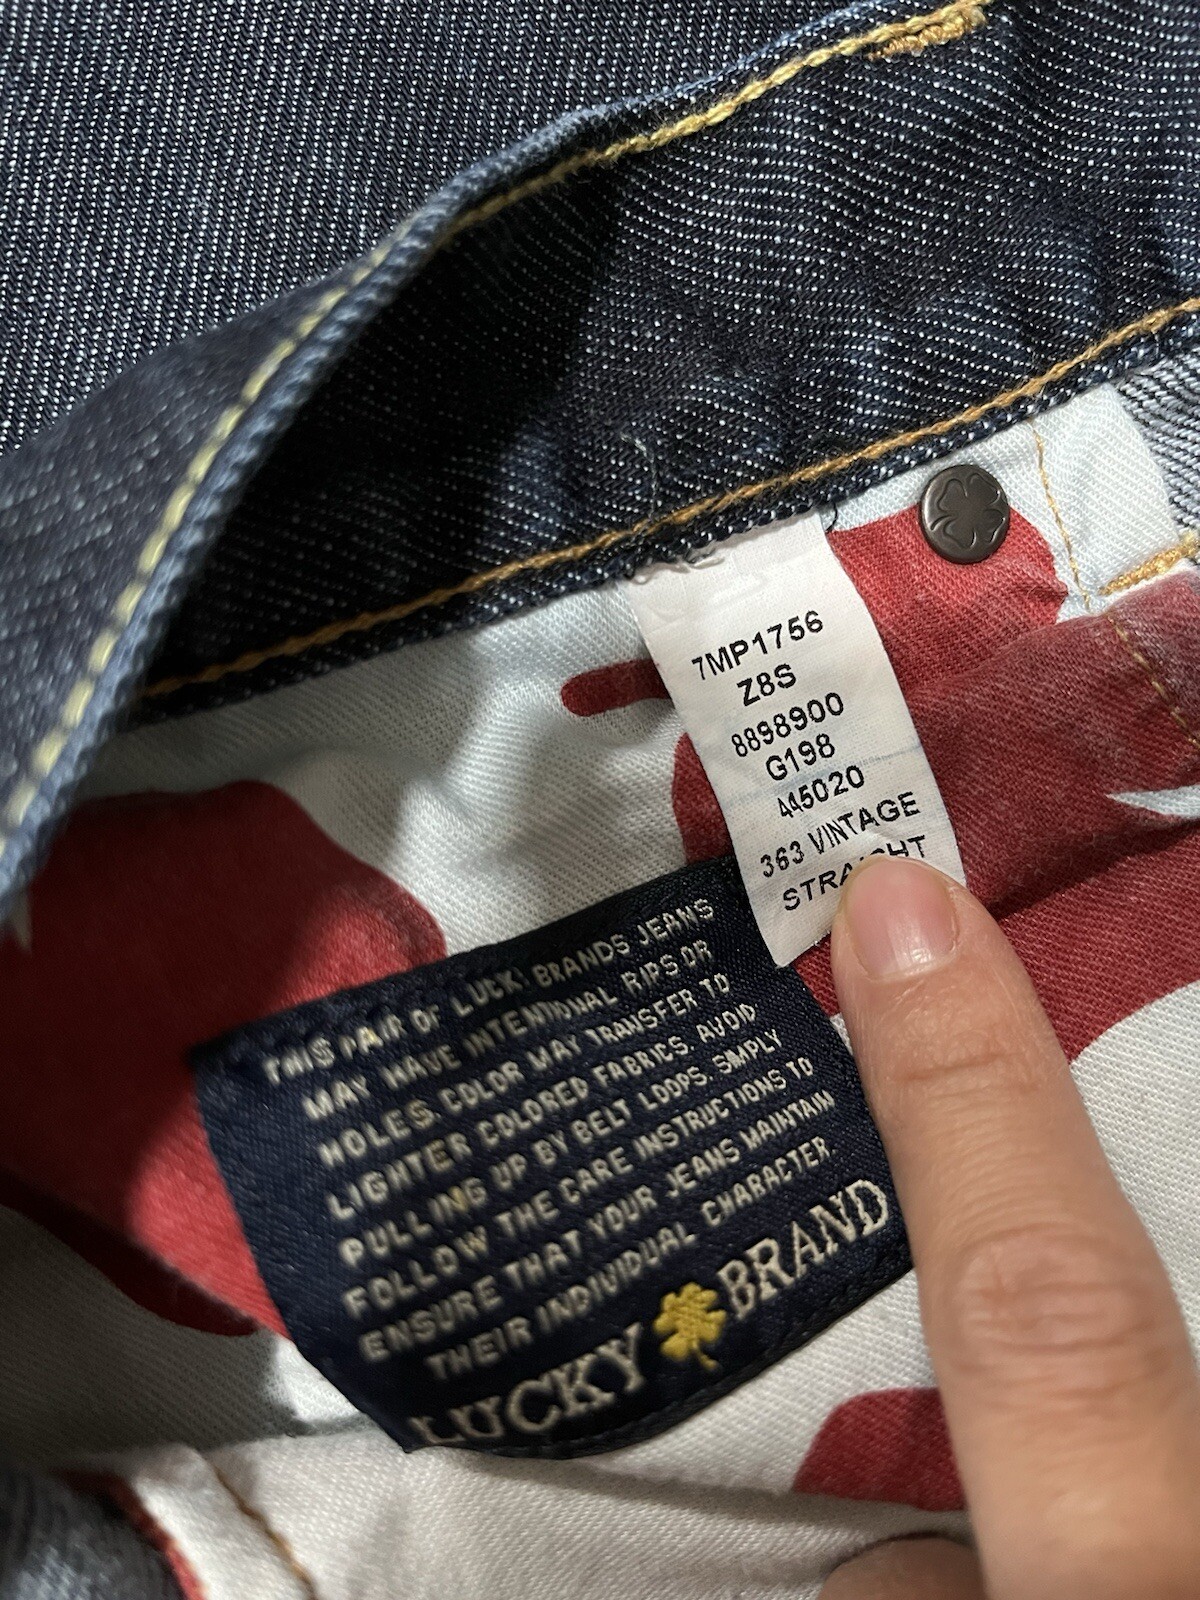 7MP1756
Z8S
8898900
G198
445020
363 VINTAGE
STRAIGHT
THIS PAIR OF LUCKY BRANDS JEANS
MAY HAVE INTENTIONAL RIPS OR
HOLES. COLOR MAY TRANSFER TO
LIGHTER COLORED FABRICS. AVOID
PULLING UP BY BELT LOOPS. SIMPLY
FOLLOW THE CARE INSTRUCTIONS TO
ENSURE THAT YOUR JEANS MAINTAIN
THEIR INDIVIDUAL CHARACTER.
LUCKY BRAND